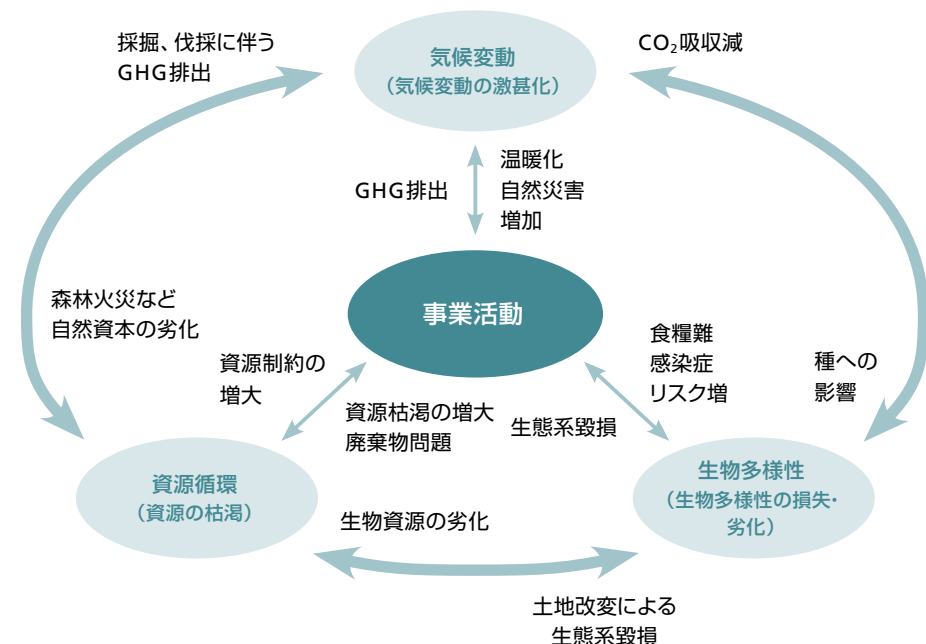 採掘、伐採に伴う
GHG排出
気候変動
（気候変動の激甚化）
CO₂吸収減
GHG排出
温暖化
自然災害
増加
森林火災など
自然資本の劣化
事業活動
資源制約の
増大
資源枯渇の増大
廃棄物問題
食糧難
感染症
リスク増
生態系毀損
種への
影響
資源循環
（資源の枯渇）
生物多様性
（生物多様性の損失・
劣化）
生物資源の劣化
土地改変による
生態系毀損